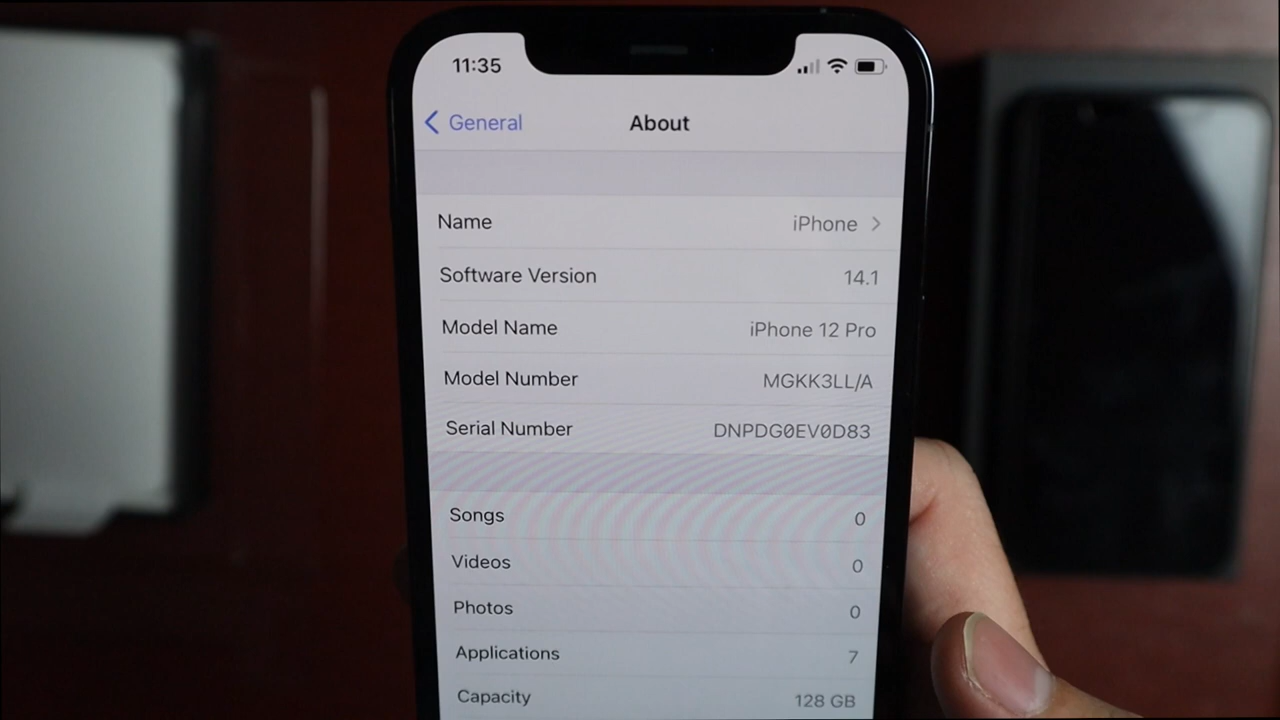 11:35
General About
Name iPhone
Software Version 14.1
Model Name iPhone 12 Pro
Model Number MGKK3LL/A
Serial Number DNPDG0EV0D83
Songs 0
Videos 0
Photos 0
Applications 7
Capacity 128 GB